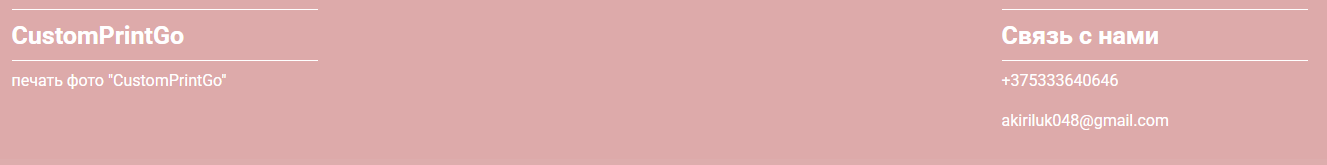 CustomPrintGo
печать фото "CustomPrintGo"
Связь с нами
+375333640646
akiriluk048@gmail.com